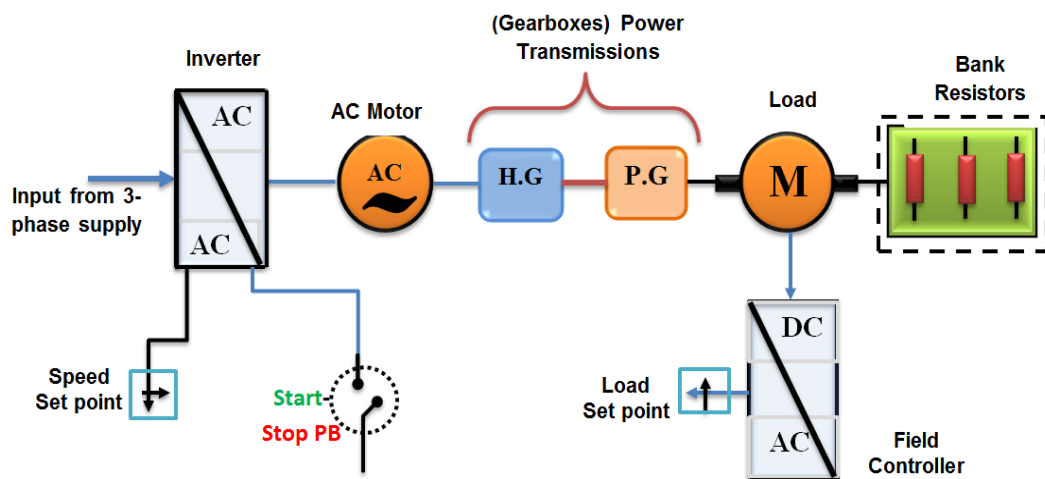 (Gearboxes) Power
Transmissions
Inverter
Bank
Resistors
AC Motor
Load
AC
AC
H.G
P.G
M
Input from 3-
phase supply
AC
DC
Speed
Set point
Start
Stop PB
Load
Set point
AC
Field
Controller